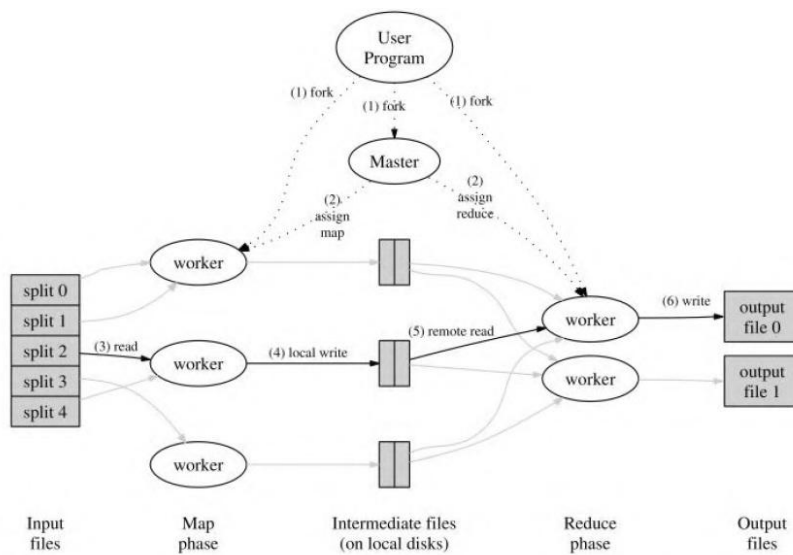 User
Program
(1) fork
(1) fork
(1) fork
Master
(2)
assign
map
(2)
assign
reduce
worker
split 0
split 1
split 2
split 3
split 4
(3) read
worker
(4) local write
(5) remote read
worker
(6) write
output
file 0
worker
output
file 1
worker
Input
files
Map
phase
Intermediate files
(on local disks)
Reduce
phase
Output
files